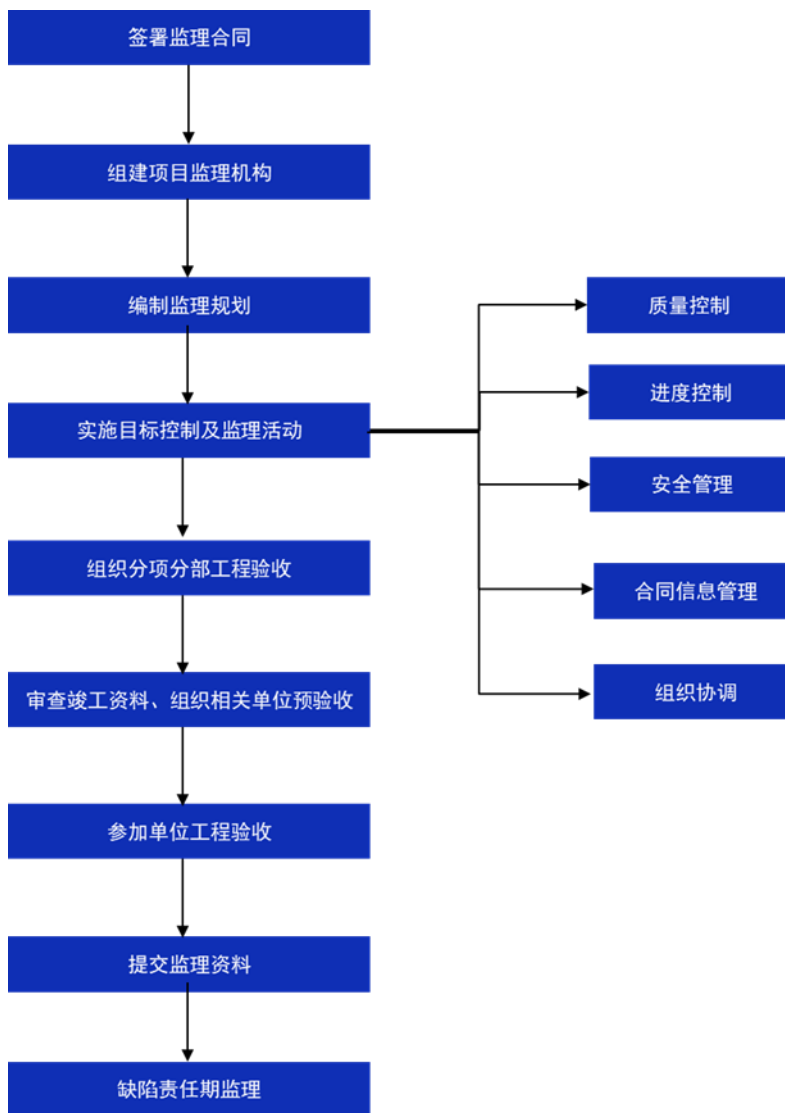 签署监理合同
组建项目监理机构
编制监理规划
实施目标控制及监理活动
组织分项分部工程验收
审查竣工资料、组织相关单位预验收
参加单位工程验收
提交监理资料
缺陷责任期监理
质量控制
进度控制
安全管理
合同信息管理
组织协调